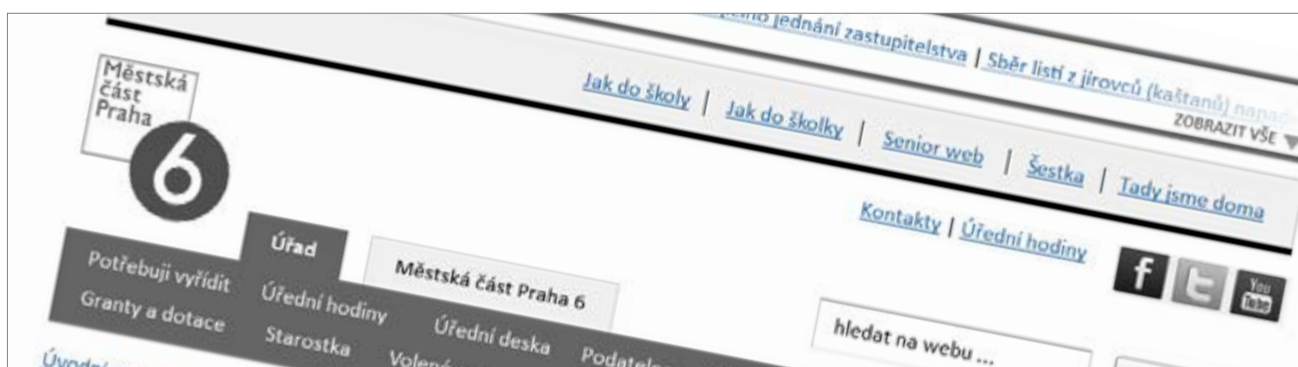 jednání zastupitelstva | Sběr listí z jírovců (kaštanů)
ZOBRAZIT VŠE
Jak do školy | Jak do školky | Senior web | Šestka | Tady jsme doma
Městská
část
Praha
6
Kontakty | Úřední hodiny
f t You Tube
Úřad
Městská část Praha 6
Potřebuji vyřídit Úřední hodiny Úřední deska
Granty a dotace Starostka
hledat na webu ...